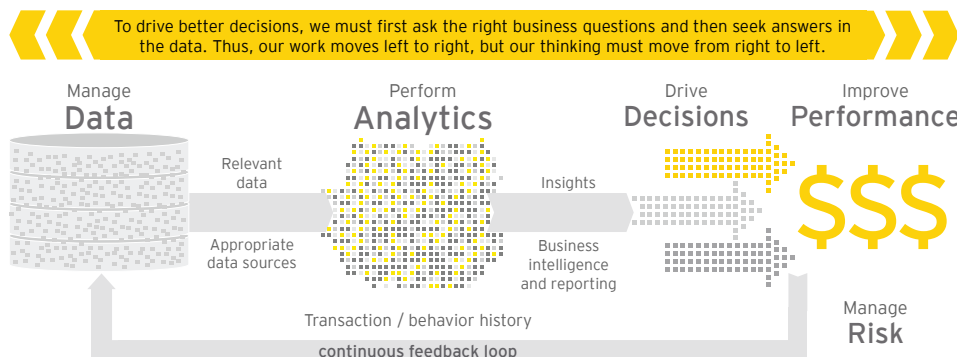 To drive better decisions, we must first ask the right business questions and then seek answers in
the data. Thus, our work moves left to right, but our thinking must move from right to left.
Manage
Data
Relevant
data
Appropriate
data sources
Perform
Analytics
Insights
Business
intelligence
and reporting
Drive
Decisions
Improve
Performance
$$$
Manage
Risk
Transaction / behavior history
continuous feedback loop